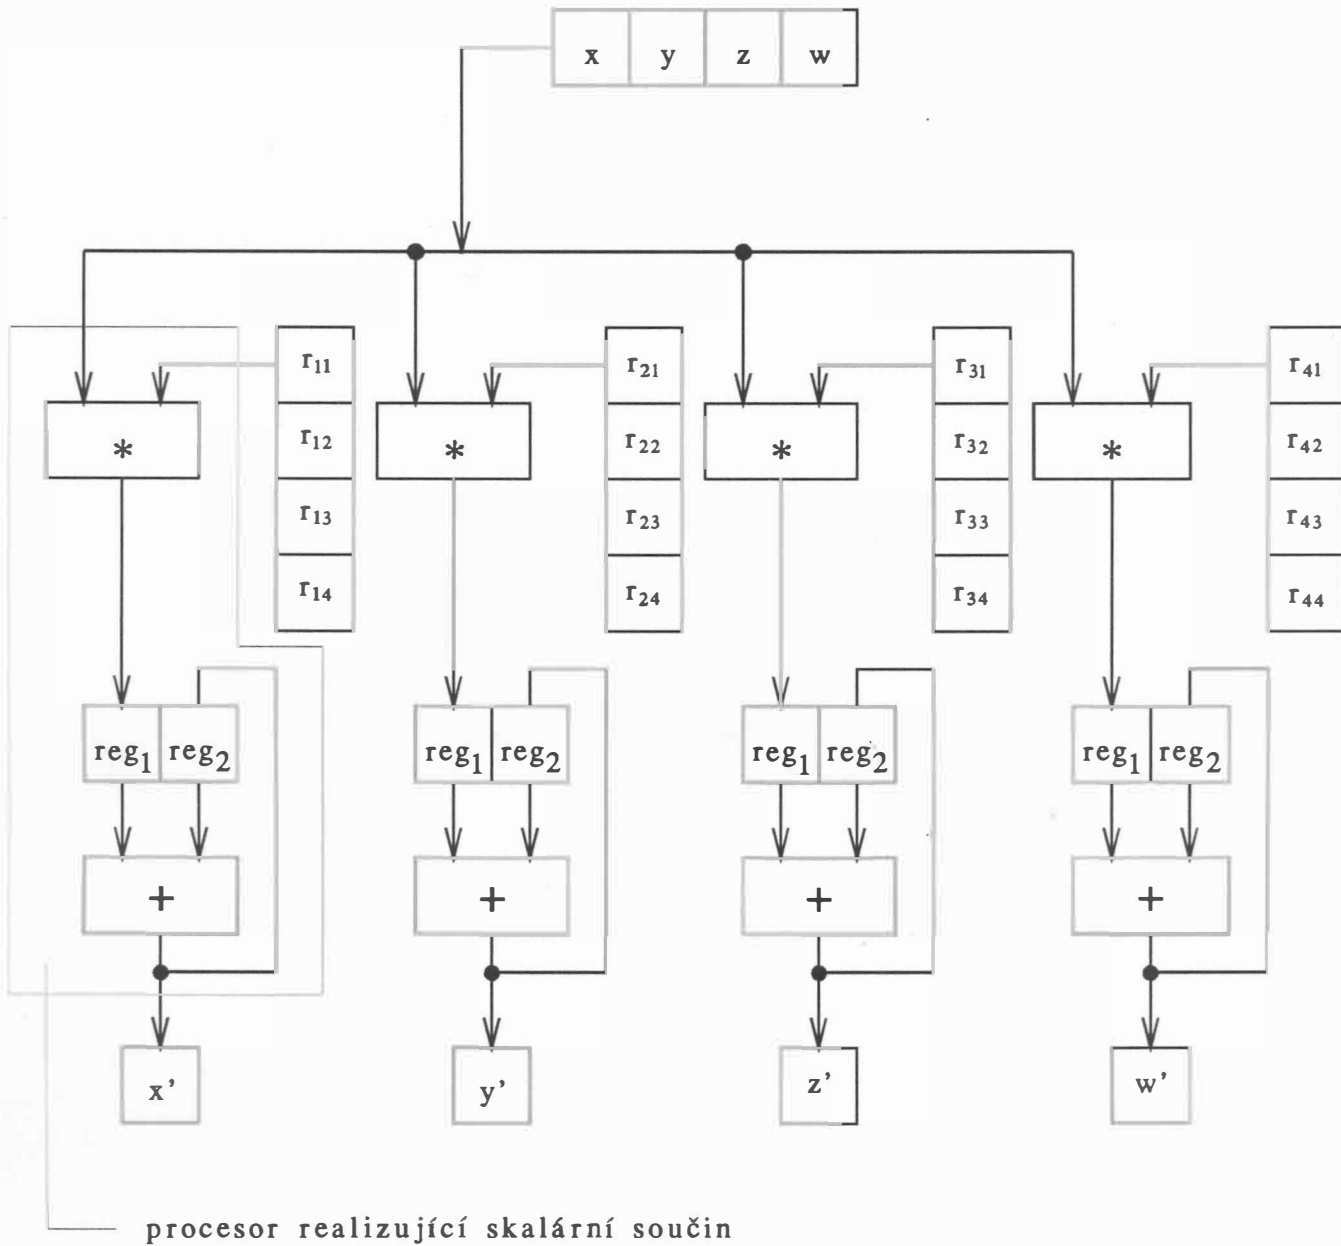 x y z w
r₁₁ r₂₁ r₃₁ r₄₁
* r₁₂ * r₂₂ * r₃₂ * r₄₂
r₁₃ r₂₃ r₃₃ r₄₃
r₁₄ r₂₄ r₃₄ r₄₄
reg₁ reg₂ reg₁ reg₂ reg₁ reg₂ reg₁ reg₂
+ + + +
x' y' z' w'
procesor realizující skalární součin